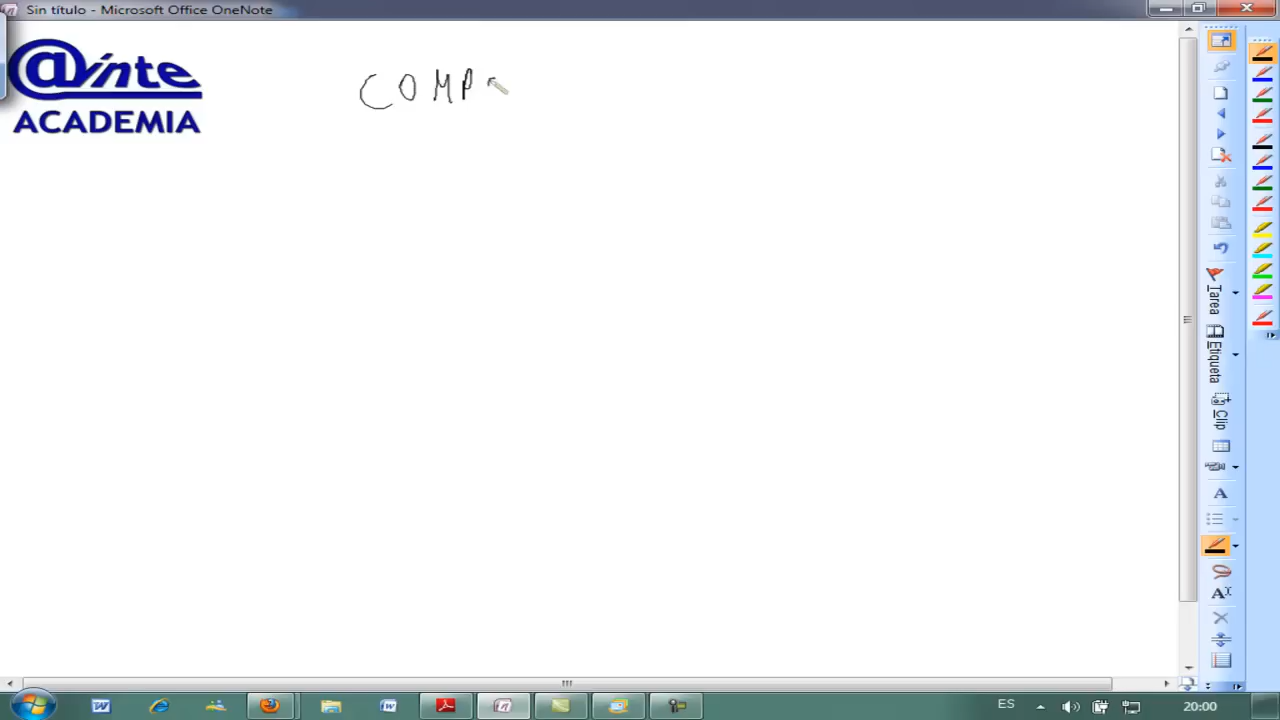 Sin título - Microsoft Office OneNote
@inte
ACADEMIA
COMP
Tarea
Etiqueta
Clip
ES
20:00